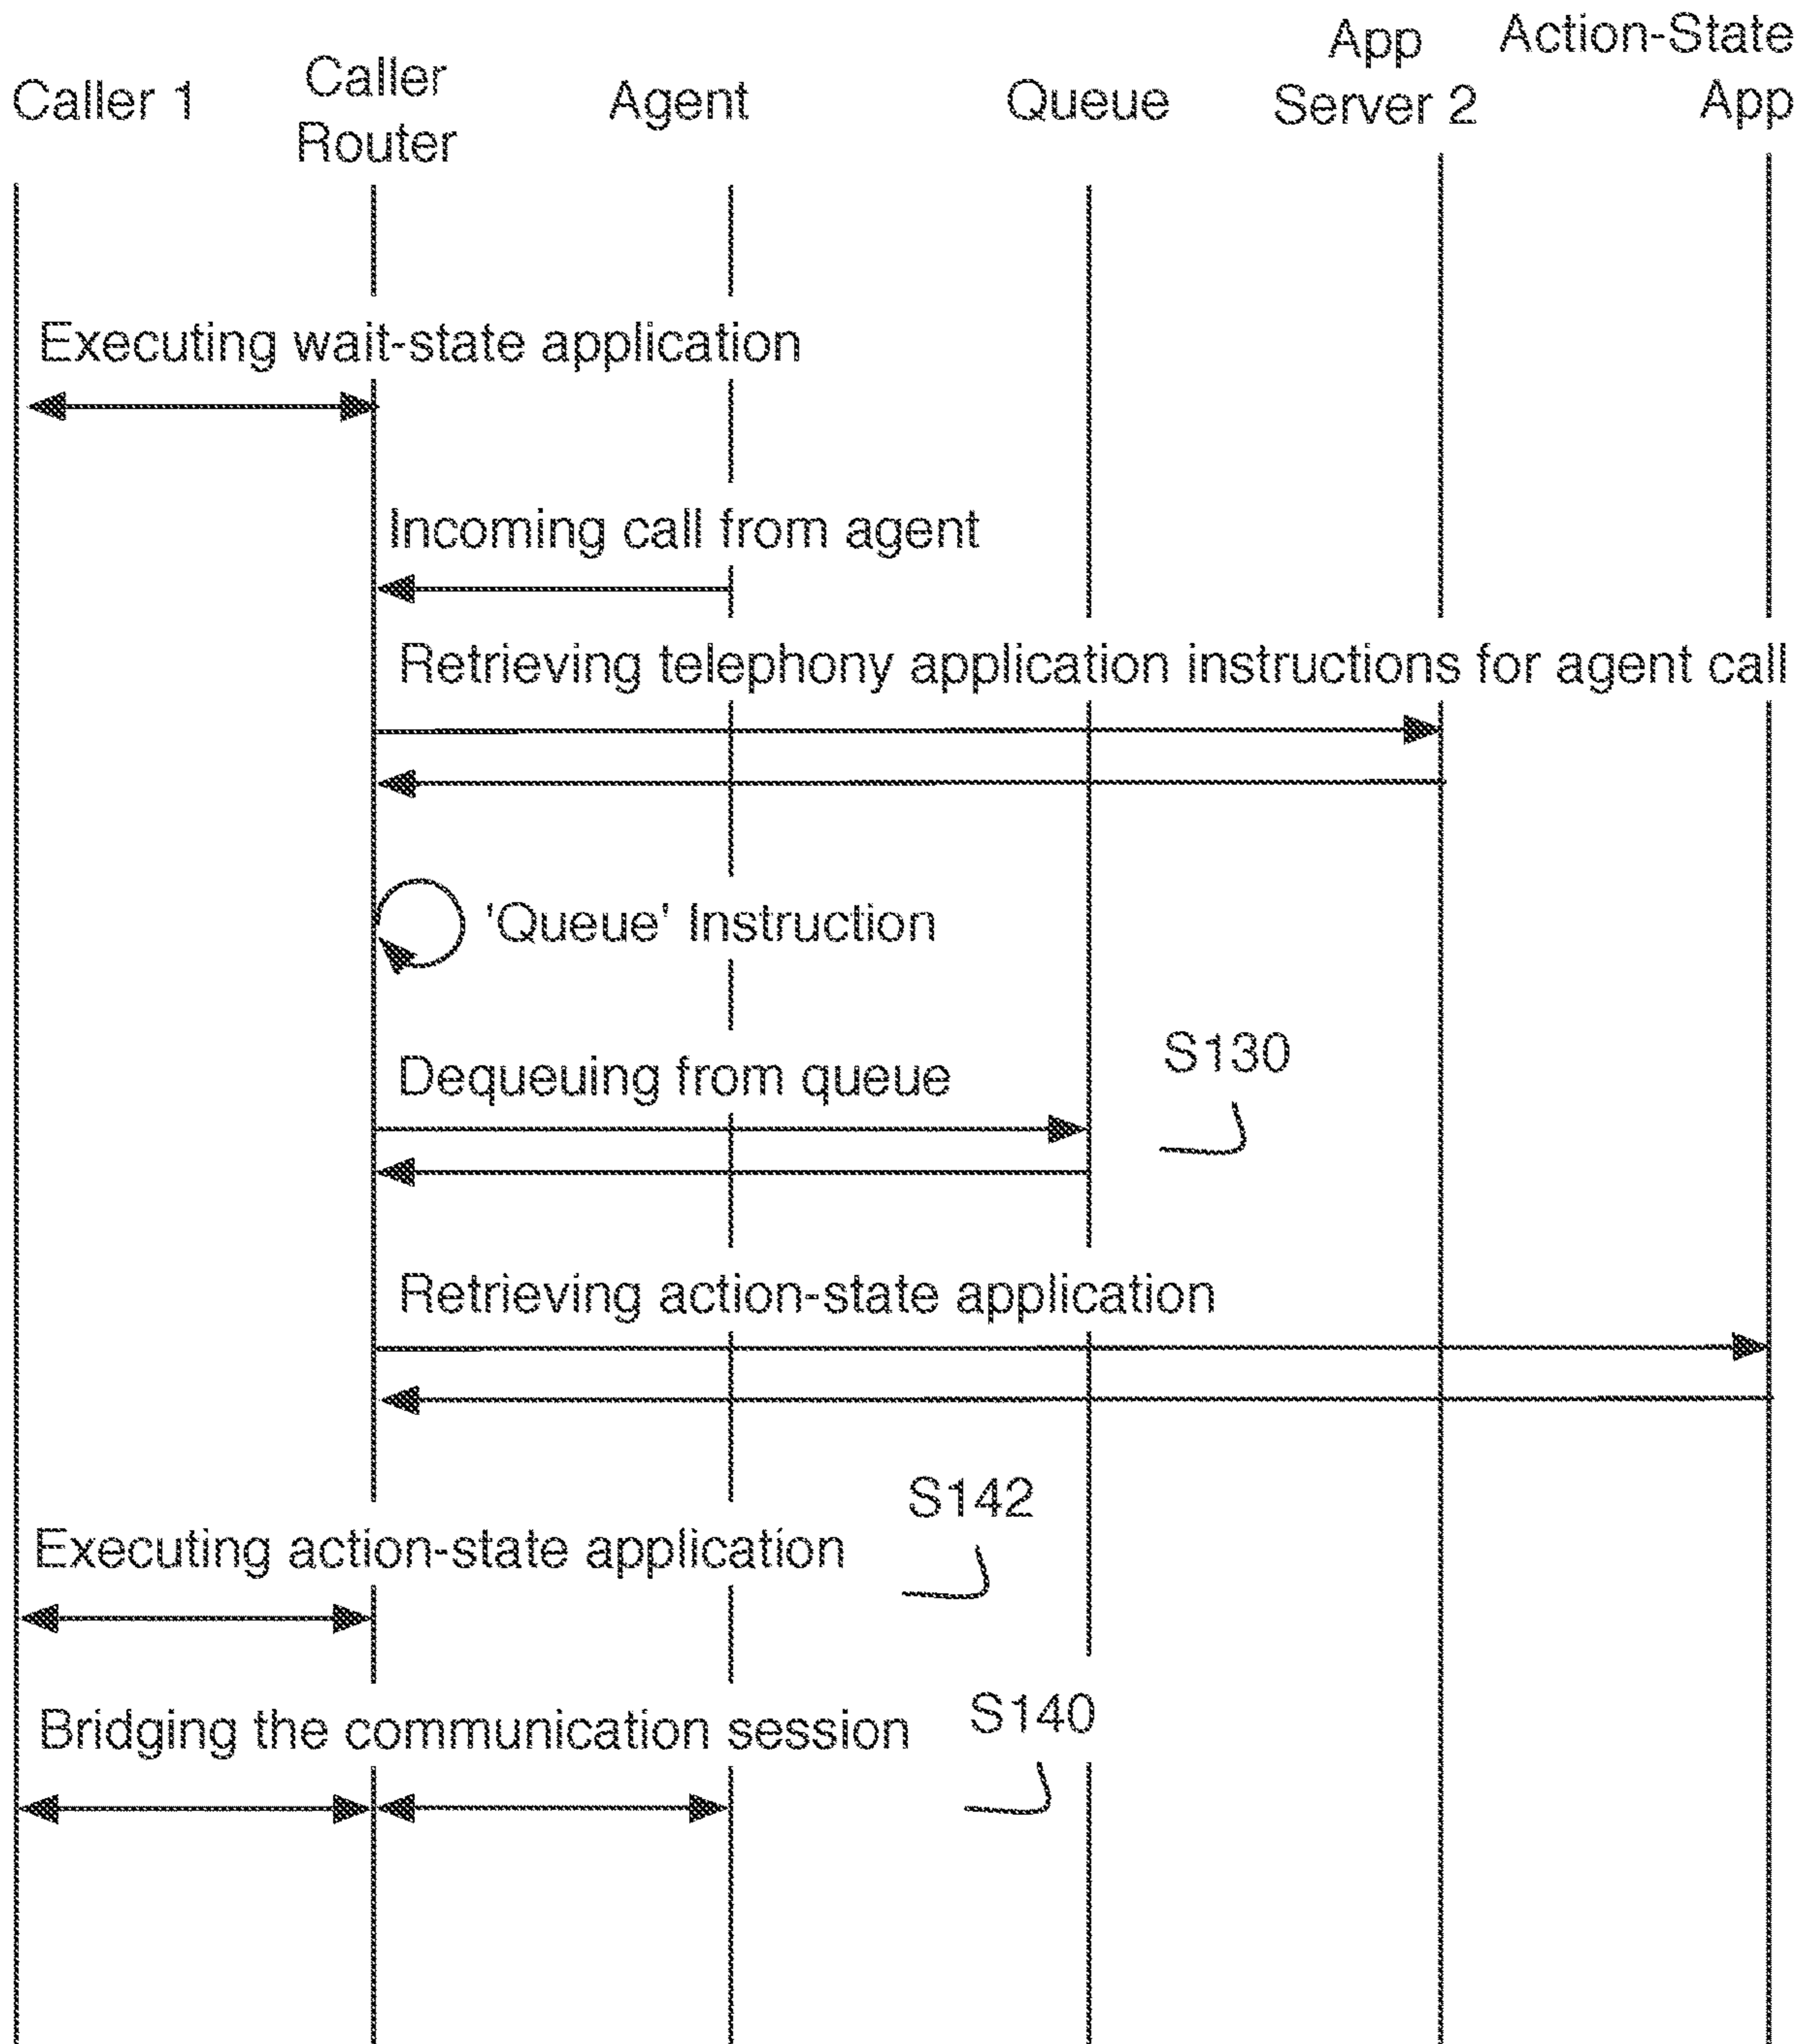 Caller 1
Caller
Router
Agent
Queue
App
Server 2
Action-State
App
Executing wait-state application
Incoming call from agent
Retrieving telephony application instructions for agent call
'Queue' Instruction
S130
Dequeuing from queue
Retrieving action-state application
S142
Executing action-state application
S140
Bridging the communication session